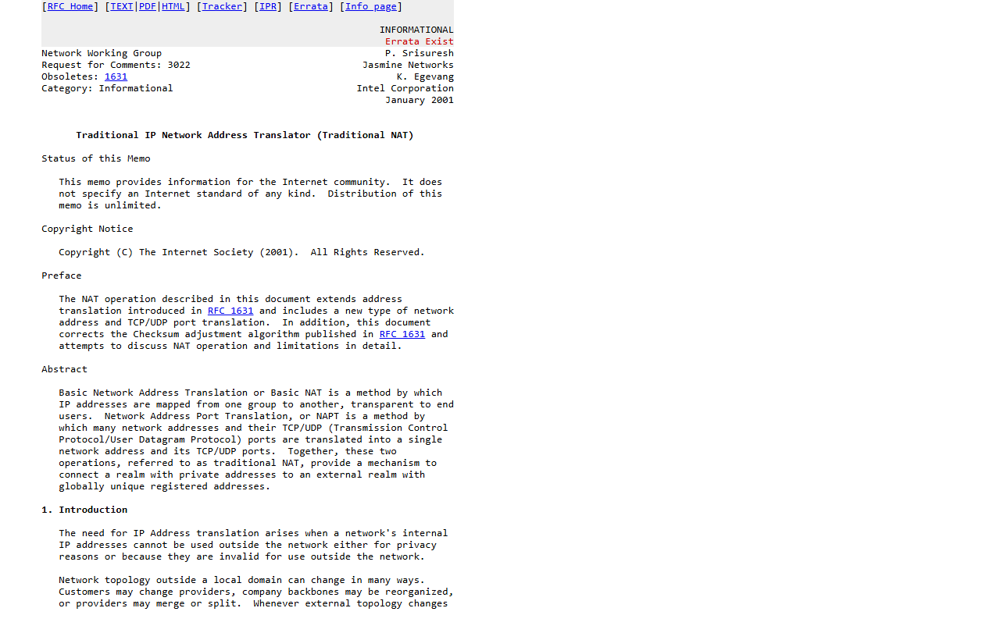 [RFC Home] [TEXT|PDF|HTML] [Tracker] [IPR] [Errata] [Info page]
INFORMATIONAL
Errata Exist
Network Working Group P. Srisuresh
Request for Comments: 3022 Jasmine Networks
Obsoletes: 1631 K. Egevang
Category: Informational Intel Corporation
January 2001
Traditional IP Network Address Translator (Traditional NAT)
Status of this Memo
This memo provides information for the Internet community. It does
not specify an Internet standard of any kind. Distribution of this
memo is unlimited.
Copyright Notice
Copyright (C) The Internet Society (2001). All Rights Reserved.
Preface
The NAT operation described in this document extends address
translation introduced in RFC 1631 and includes a new type of network
address and TCP/UDP port translation. In addition, this document
corrects the Checksum adjustment algorithm published in RFC 1631 and
attempts to discuss NAT operation and limitations in detail.
Abstract
Basic Network Address Translation or Basic NAT is a method by which
IP addresses are mapped from one group to another, transparent to end
users. Network Address Port Translation, or NAPT is a method by
which many network addresses and their TCP/UDP (Transmission Control
Protocol/User Datagram Protocol) ports are translated into a single
network address and its TCP/UDP ports. Together, these two
operations, referred to as traditional NAT, provide a mechanism to
connect a realm with private addresses to an external realm with
globally unique registered addresses.
1. Introduction
The need for IP Address translation arises when a network's internal
IP addresses cannot be used outside the network either for privacy
reasons or because they are invalid for use outside the network.
Network topology outside a local domain can change in many ways.
Customers may change providers, company backbones may be reorganized,
or providers may merge or split. Whenever external topology changes